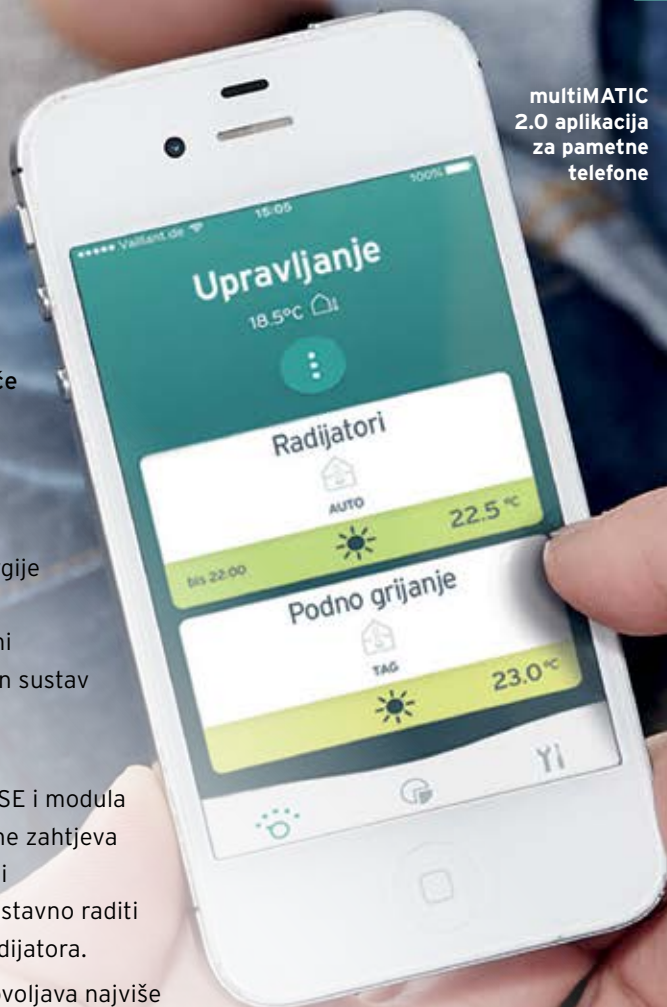 multiMATIC
2.0 aplikacija
za pametne
telefone
Vaillant.de 15:05 100%
Upravljanje
18.5°C
Radijatori
AUTO
bis 22:00 22.5 °C
Podno grijanje
TAG
23.0 °C
će
gije
ni
n sustav
SE i modula
ne zahtjeva
i
stavno raditi
dijatora.
ovoljava najviše